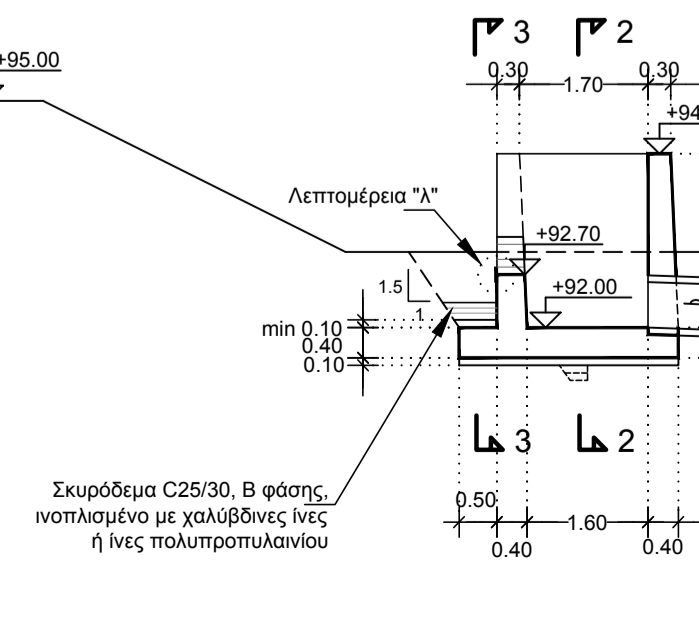 3 2
+95.00
0.30 1.70 0.30
+94
Λεπτομέρεια "λ"
+92.70
1.5
1
+92.00
min 0.10
0.40
0.10
3 2
Σκυρόδεμα C25/30, Β φάσης,
ινοπλισμένο με χαλύβδινες ίνες
ή ίνες πολυπροπυλαινίου
0.50 1.60
0.40 0.40